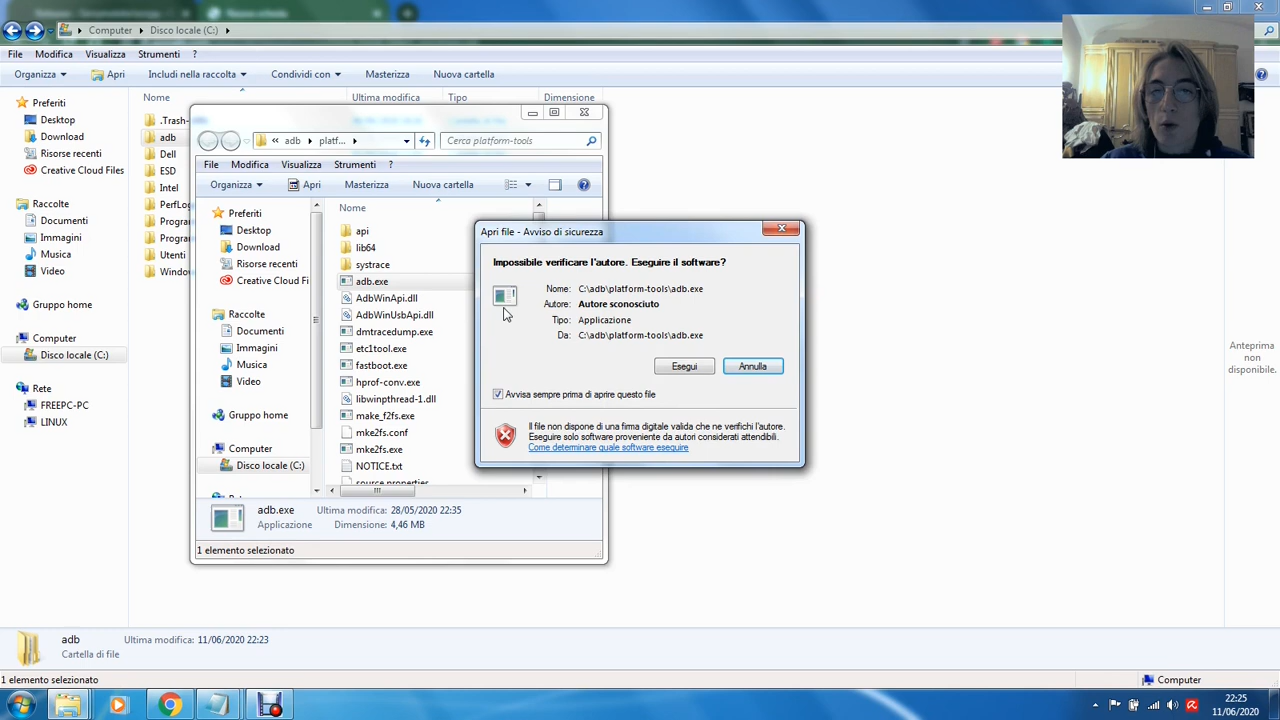 Computer
Disco locale (C:)
File Modifica Visualizza Strumenti ?
Organizza Apri Includi nella raccolta Condividi con Masterizza Nuova cartella
Preferiti
Desktop
Download
Risorse recenti
Creative Cloud Files
Raccolte
Documenti
Immagini
Musica
Video
Gruppo home
Computer
Disco locale (C:)
Rete
FREEPC-PC
LINUX
Nome Ultima modifica Tipo Dimensione
.Trash-
adb
Dell
ESD
Intel
PerfLog
Program
Program
Utenti
Window
adb platf...
Cerca platform-tools
File Modifica Visualizza Strumenti ?
Organizza Apri Masterizza Nuova cartella
Preferiti
Desktop
Download
Risorse recenti
Creative Cloud Fi
Raccolte
Documenti
Immagini
Musica
Video
Gruppo home
Computer
Disco locale (C:)
Nome
api
lib64
systrace
adb.exe
AdbWinApi.dll
AdbWinUsbApi.dll
dmtracedump.exe
etc1tool.exe
fastboot.exe
hprof-conv.exe
libwinpthread-1.dll
make_f2fs.exe
mke2fs.conf
mke2fs.exe
NOTICE.txt
source.properties
adb.exe Ultima modifica: 28/05/2020 22:35
Applicazione Dimensione: 4,46 MB
1 elemento selezionato
Apri file - Avviso di sicurezza
Impossibile verificare l'autore. Eseguire il software?
Nome: C:\adb\platform-tools\adb.exe
Autore: Autore sconosciuto
Tipo: Applicazione
Da: C:\adb\platform-tools\adb.exe
Esegui Annulla
Avvisa sempre prima di aprire questo file
Il file non dispone di una firma digitale valida che ne verifichi l'autore.
Eseguire solo software proveniente da autori considerati attendibili.
Come determinare quale software eseguire
Anteprima
non
disponibile.
adb Ultima modifica: 11/06/2020 22:23
Cartella di file
1 elemento selezionato
Computer
22:25
11/06/2020